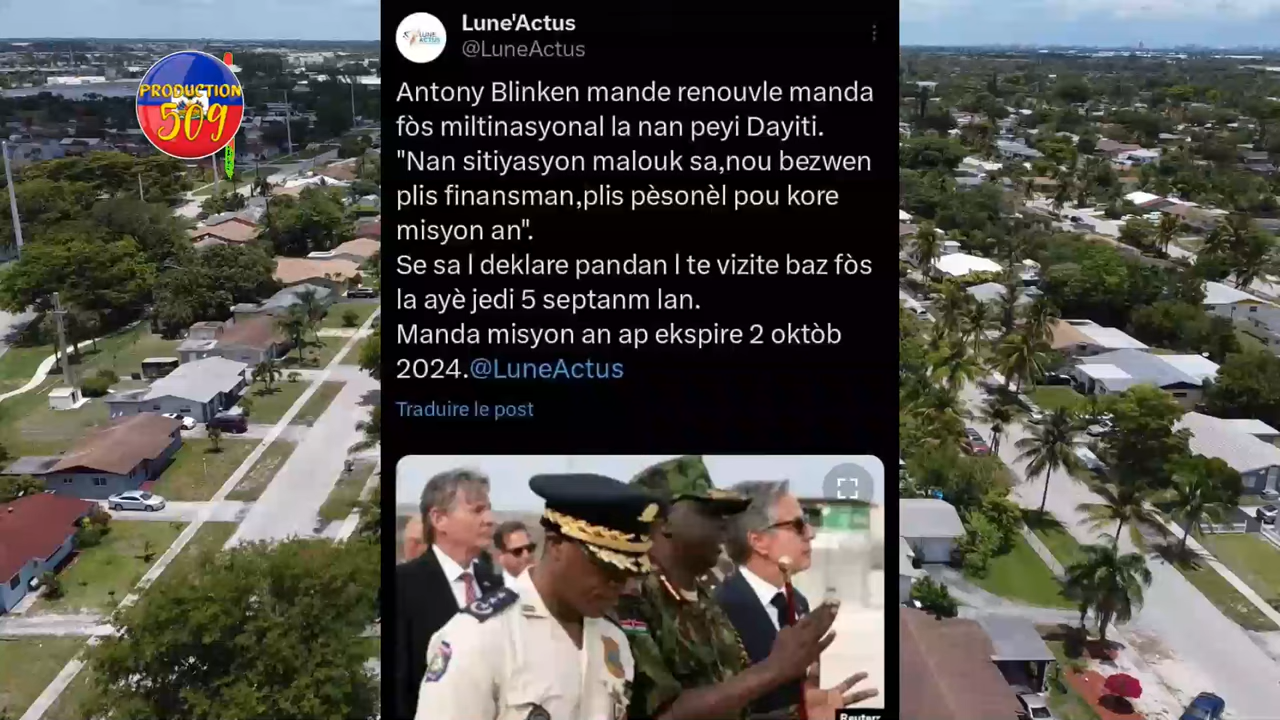 PRODUCTION
509
Lune'Actus
@LuneActus
Antony Blinken mande renouvle manda
fòs miltinasyonal la nan peyi Dayiti.
"Nan sitiyasyon malouk sa,nou bezwen
plis finansman,plis pèsonèl pou kore
misyon an".
Se sa l deklare pandan l te vizite baz fòs
la ayè jedi 5 septanm lan.
Manda misyon an ap ekspire 2 oktòb
2024.@LuneActus
Traduire le post
Reuters